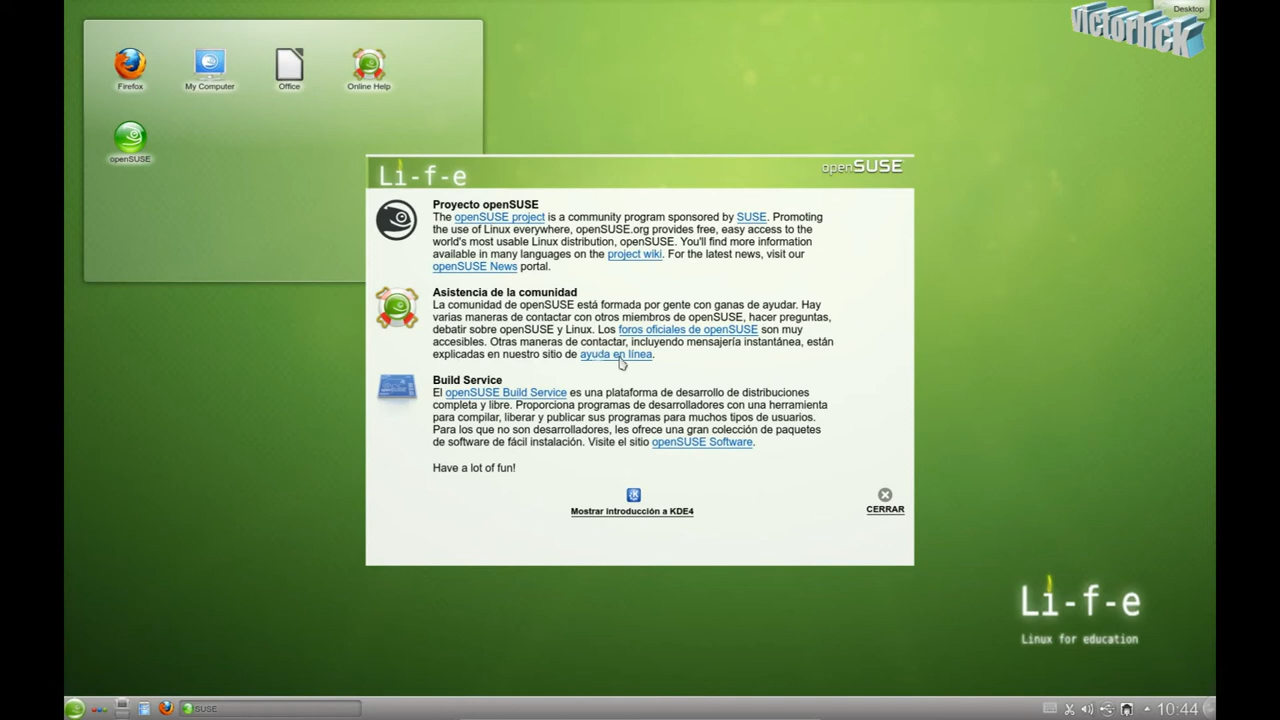 Desktop
victorhck
Firefox
My Computer
Office
Online Help
openSUSE
Li-f-e
openSUSE
Proyecto openSUSE
The openSUSE project is a community program sponsored by SUSE. Promoting
the use of Linux everywhere, openSUSE.org provides free, easy access to the
world's most usable Linux distribution, openSUSE. You'll find more information
available in many languages on the project wiki. For the latest news, visit our
openSUSE News portal.
Asistencia de la comunidad
La comunidad de openSUSE está formada por gente con ganas de ayudar. Hay
varias maneras de contactar con otros miembros de openSUSE, hacer preguntas,
debatir sobre openSUSE y Linux. Los foros oficiales de openSUSE son muy
accesibles. Otras maneras de contactar, incluyendo mensajería instantánea, están
explicadas en nuestro sitio de ayuda en línea.
Build Service
El openSUSE Build Service es una plataforma de desarrollo de distribuciones
completa y libre. Proporciona programas de desarrolladores con una herramienta
para compilar, liberar y publicar sus programas para muchos tipos de usuarios.
Para los que no son desarrolladores, les ofrece una gran colección de paquetes
de software de fácil instalación. Visite el sitio openSUSE Software.
Have a lot of fun!
Mostrar introducción a KDE4
CERRAR
Li-f-e
Linux for education
SUSE
10:44